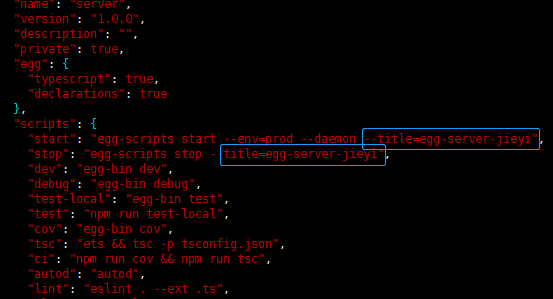 "name": "server",
"version": "1.0.0",
"description": "",
"private": true,
"egg": {
"typescript": true,
"declarations": true
},
"scripts": {
"start": "egg-scripts start --env=prod --daemon --title=egg-server-jieyi",
"stop": "egg-scripts stop --title=egg-server-jieyi",
"dev": "egg-bin dev",
"debug": "egg-bin debug",
"test-local": "egg-bin test",
"test": "npm run test-local",
"cov": "egg-bin cov",
"tsc": "ets && tsc -p tsconfig.json",
"ci": "npm run cov && npm run tsc",
"autod": "autod",
"lint": "eslint . --ext .ts",